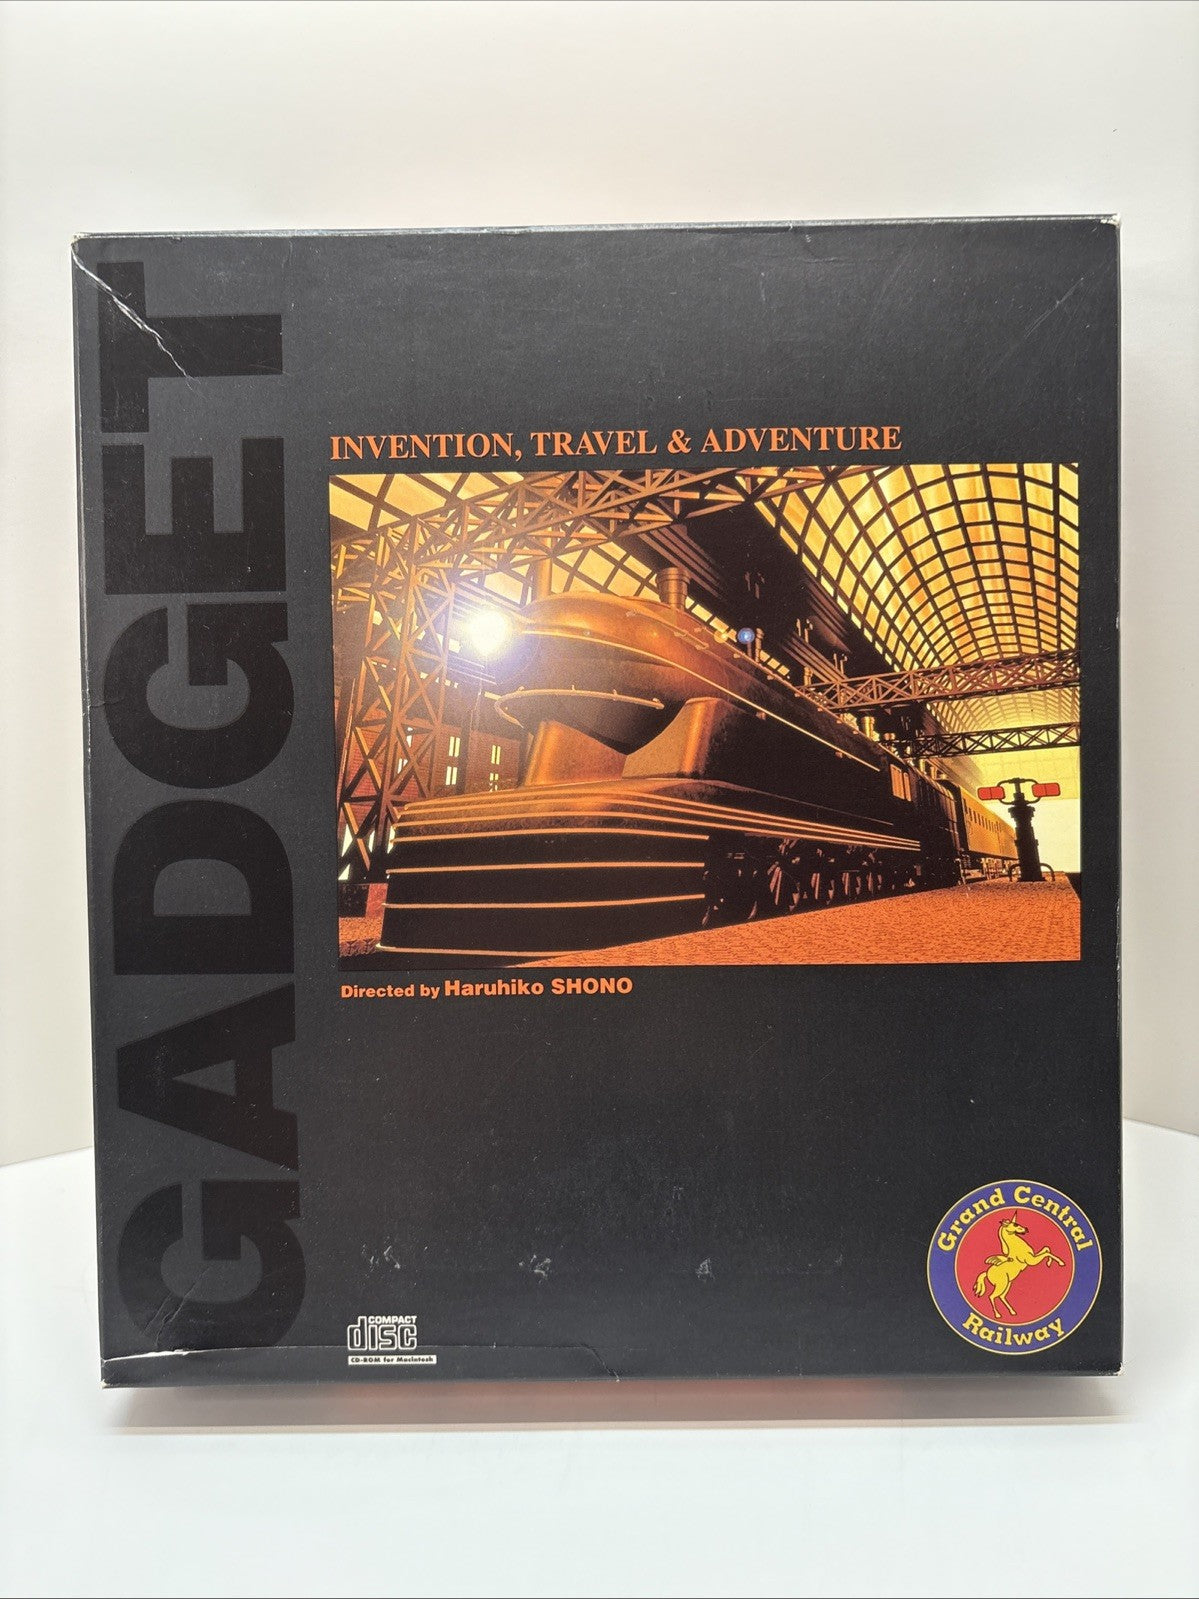 GADGET
INVENTION, TRAVEL & ADVENTURE
Directed by Haruhiko SHONO
COMPACT
disc
CD-ROM for Macintosh
Grand Central
Railway